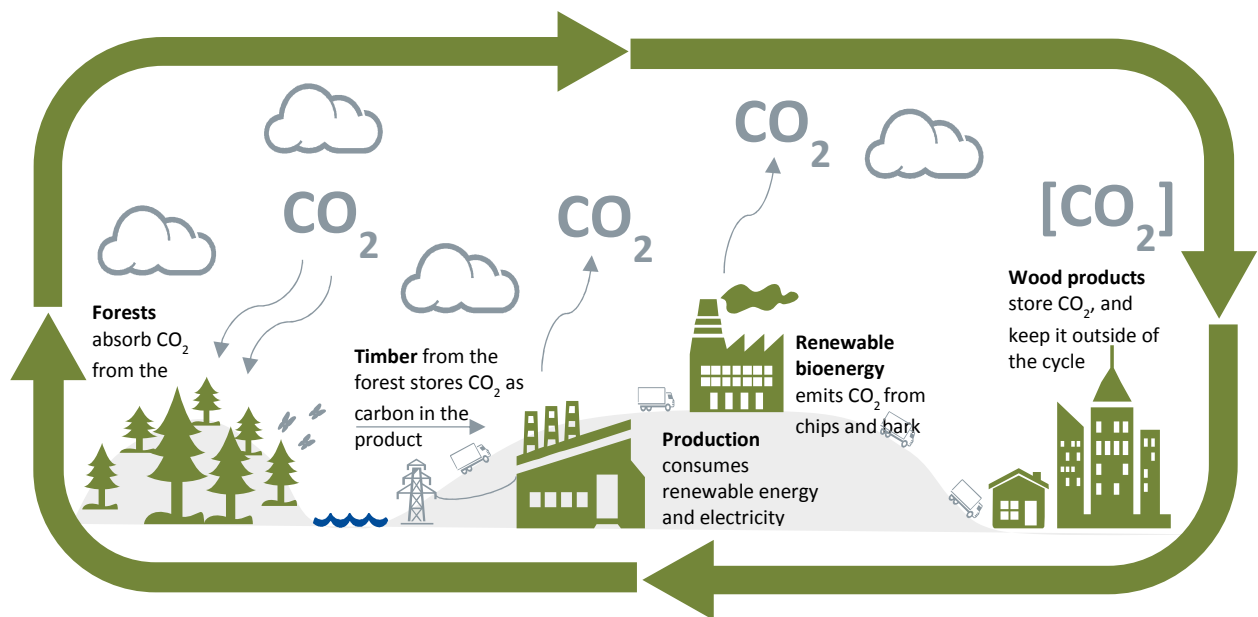 CO₂
CO₂
CO₂
[CO₂]
Forests
absorb CO₂
from the
Timber from the
forest stores CO₂ as
carbon in the
product
Production
consumes
renewable energy
and electricity
Renewable
bioenergy
emits CO₂ from
chips and bark
Wood products
store CO₂, and
keep it outside of
the cycle